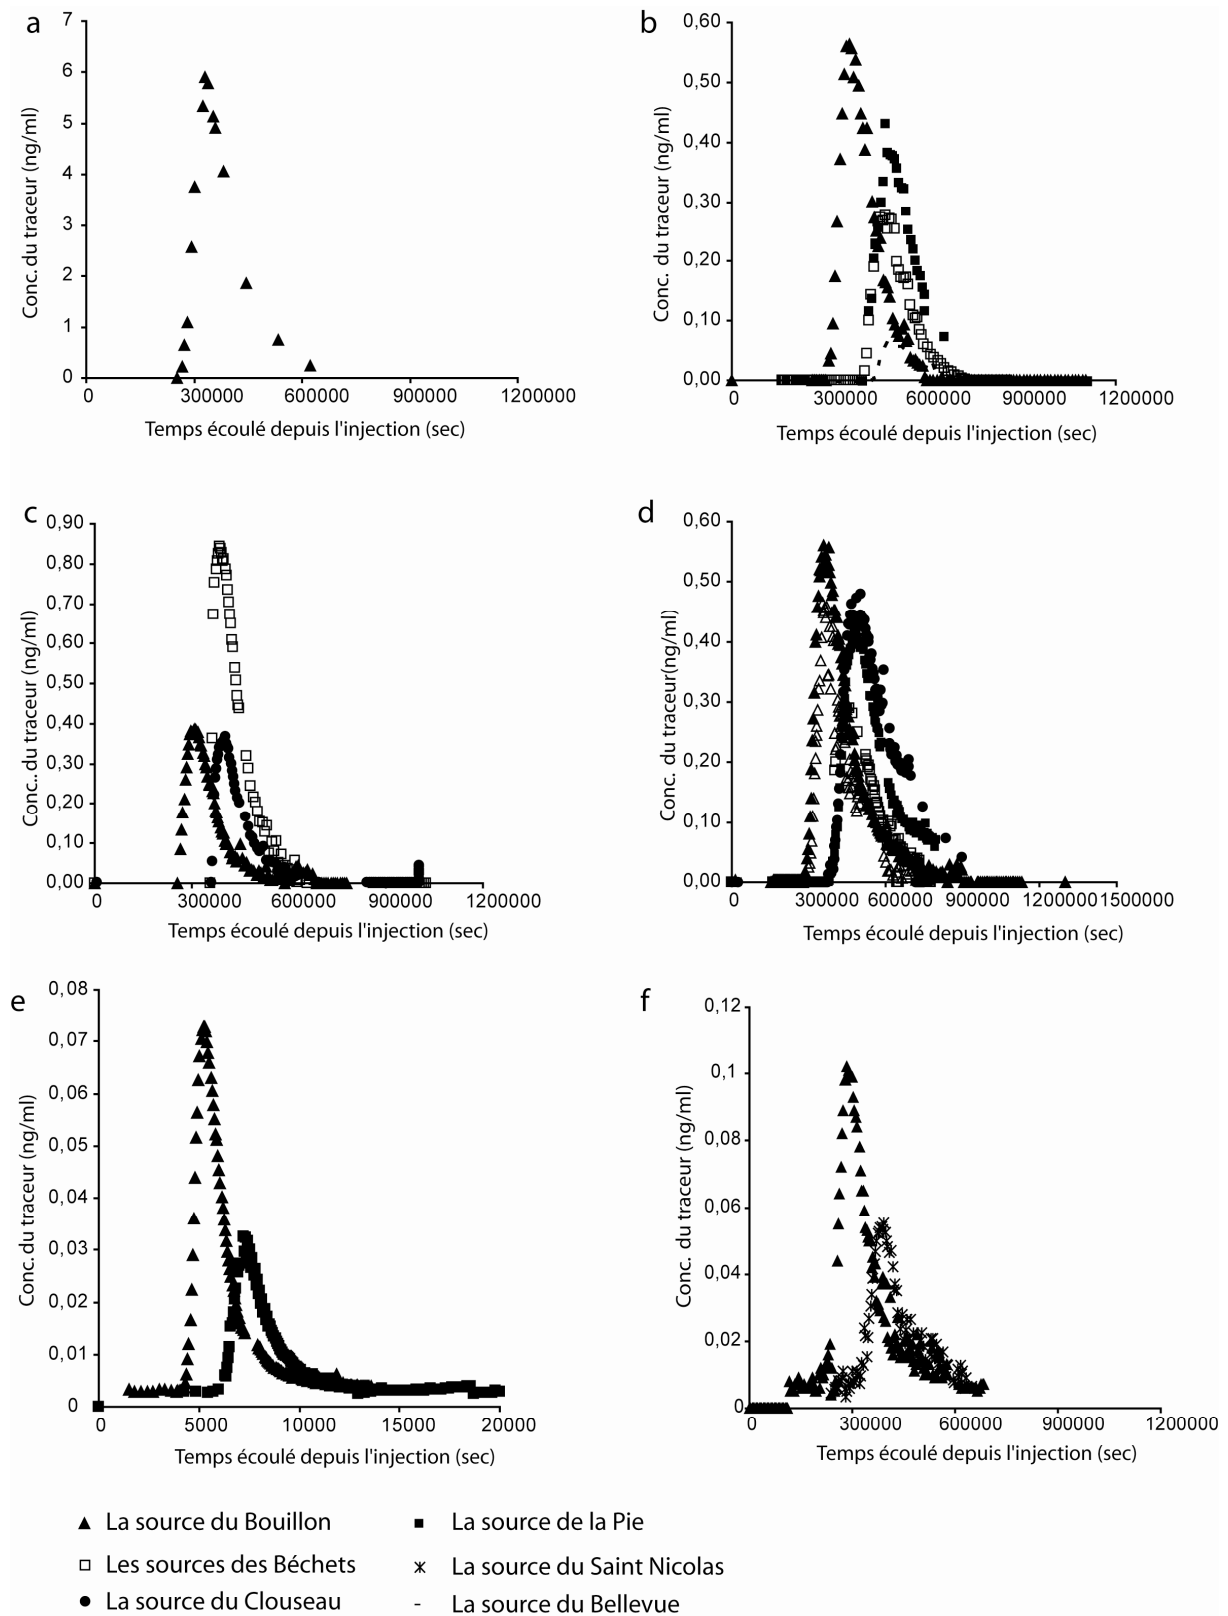 a
7
6
5
4
3
2
1
0
Conc. du traceur (ng/ml)
0 300000 600000 900000 1200000
Temps écoulé depuis l'injection (sec)
b
0,60
0,50
0,40
0,30
0,20
0,10
0,00
Conc. du traceur (ng/ml)
0 300000 600000 900000 1200000
Temps écoulé depuis l'injection (sec)
c
0,90
0,80
0,70
0,60
0,50
0,40
0,30
0,20
0,10
0,00
Conc.. du traceur (ng/ml)
0 300000 600000 900000 1200000
Temps écoulé depuis l'injection (sec)
d
0,60
0,50
0,40
0,30
0,20
0,10
0,00
Conc. du traceur(ng/ml)
0 300000 600000 900000 1200000 1500000
Temps écoulé depuis l'injection (sec)
e
0,08
0,07
0,06
0,05
0,04
0,03
0,02
0,01
0
Conc. du traceur (ng/ml)
0 5000 10000 15000 20000
Temps écoulé depuis l'injection (sec)
f
0,12
0,1
0,08
0,06
0,04
0,02
0
Conc. du traceur (ng/ml)
0 300000 600000 900000 1200000
Temps écoulé depuis l'injection (sec)
La source du Bouillon
La source de la Pie
Les sources des Béchets
La source du Saint Nicolas
La source du Clouseau
La source du Bellevue